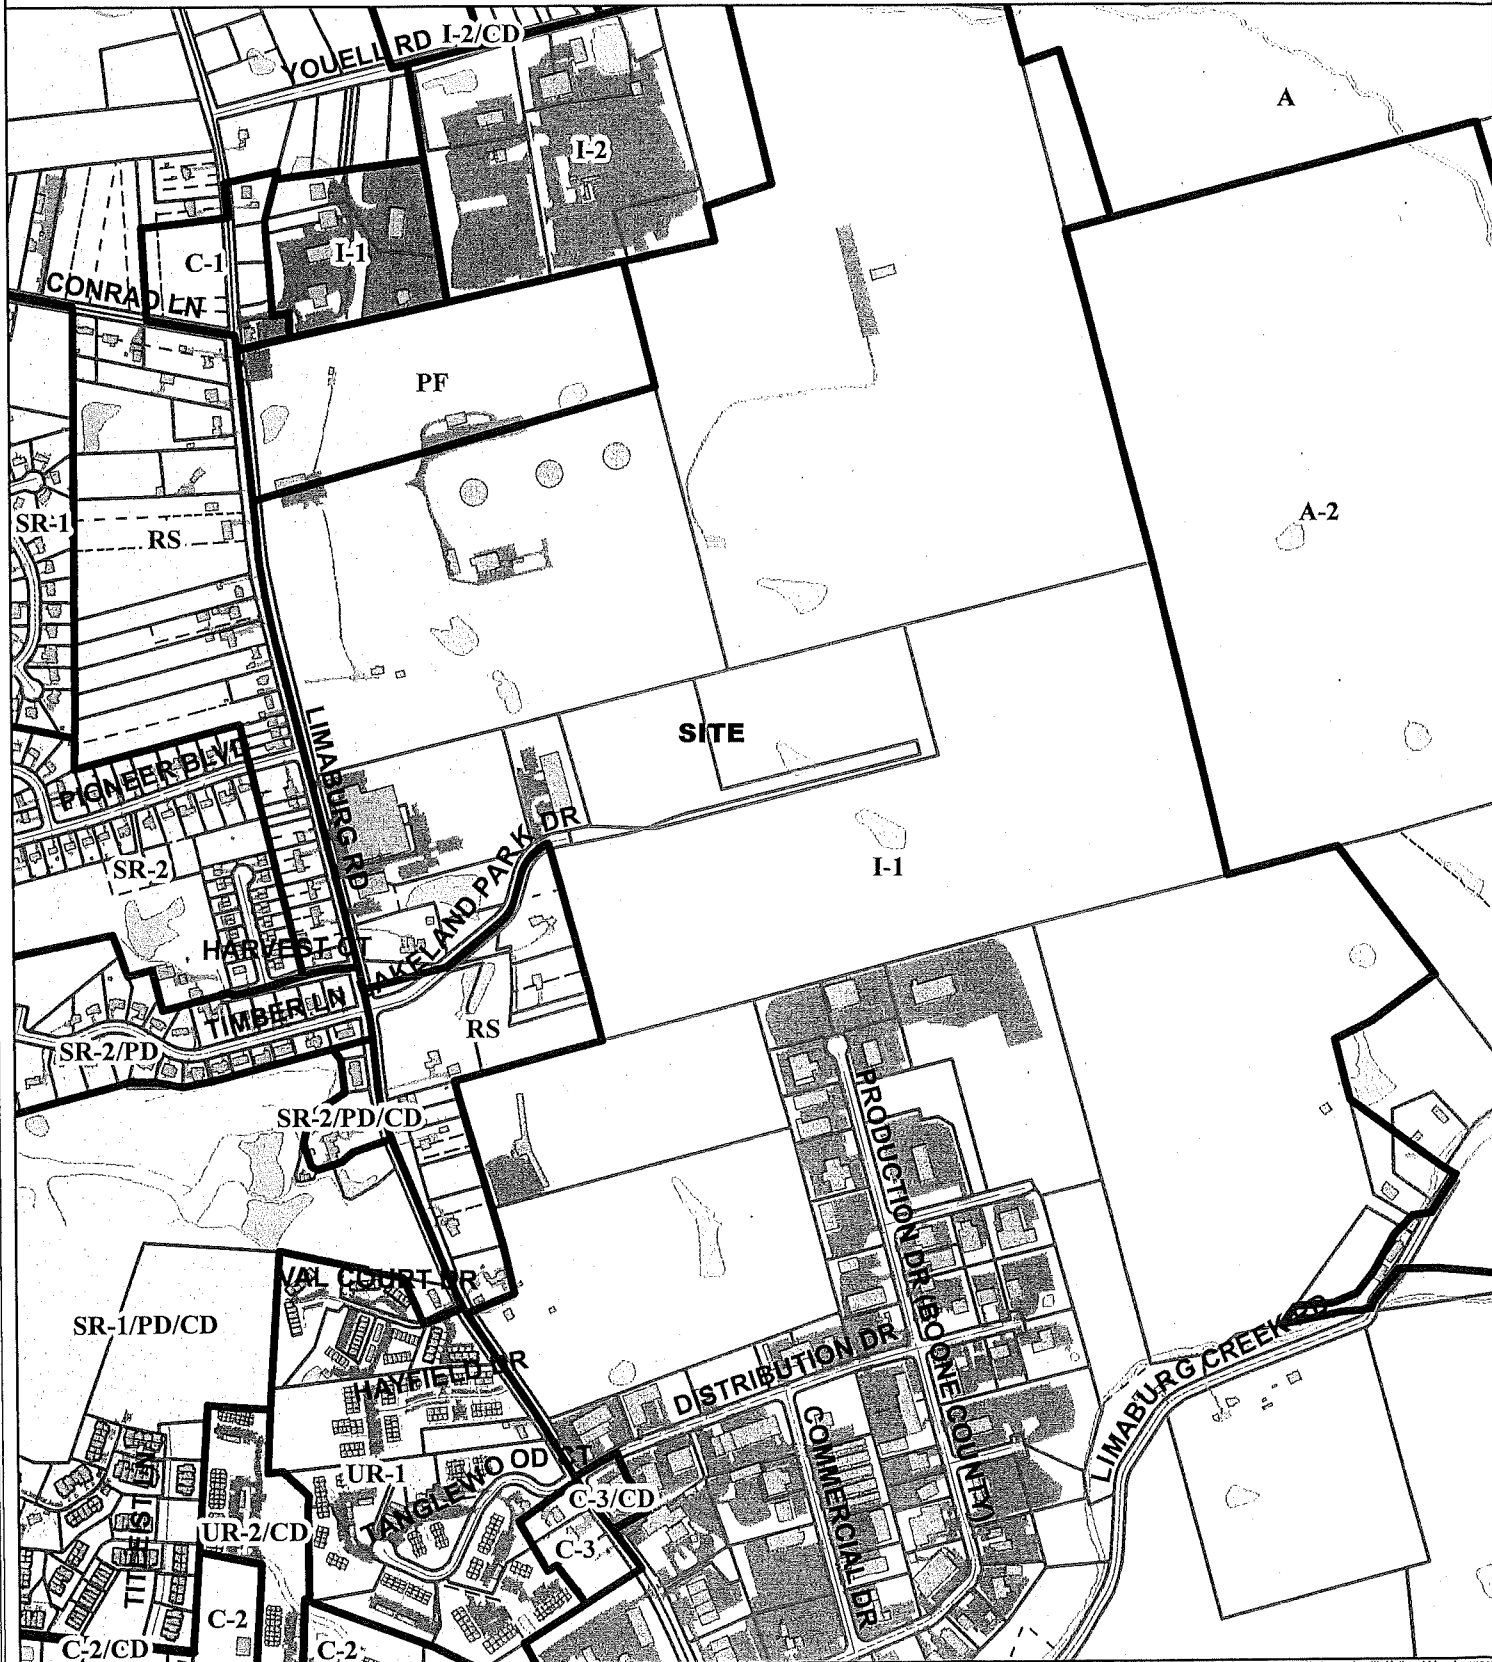 I-2/CD
YOUELL RD
A
I-2
I-1
C-1
CONRAD LN
PF
SR-1
RS
A-2
LIMABURG RD
SITE
PIONEER BLVD
LAKELAND PARK DR
I-1
SR-2
HARVEST CT
TIMBER LN
RS
SR-2/PD
SR-2/PD/CD
PRODUCTION DR (BOONE COUNTY)
VAL COURT DR
SR-1/PD/CD
LIMABURG CREEK RD
DISTRIBUTION DR
HAYFIELD DR
COMMERCIAL DR
TANGLEWOOD CT
UR-1
C-3/CD
UR-2/CD
C-3
C-2
C-2/CD
C-2